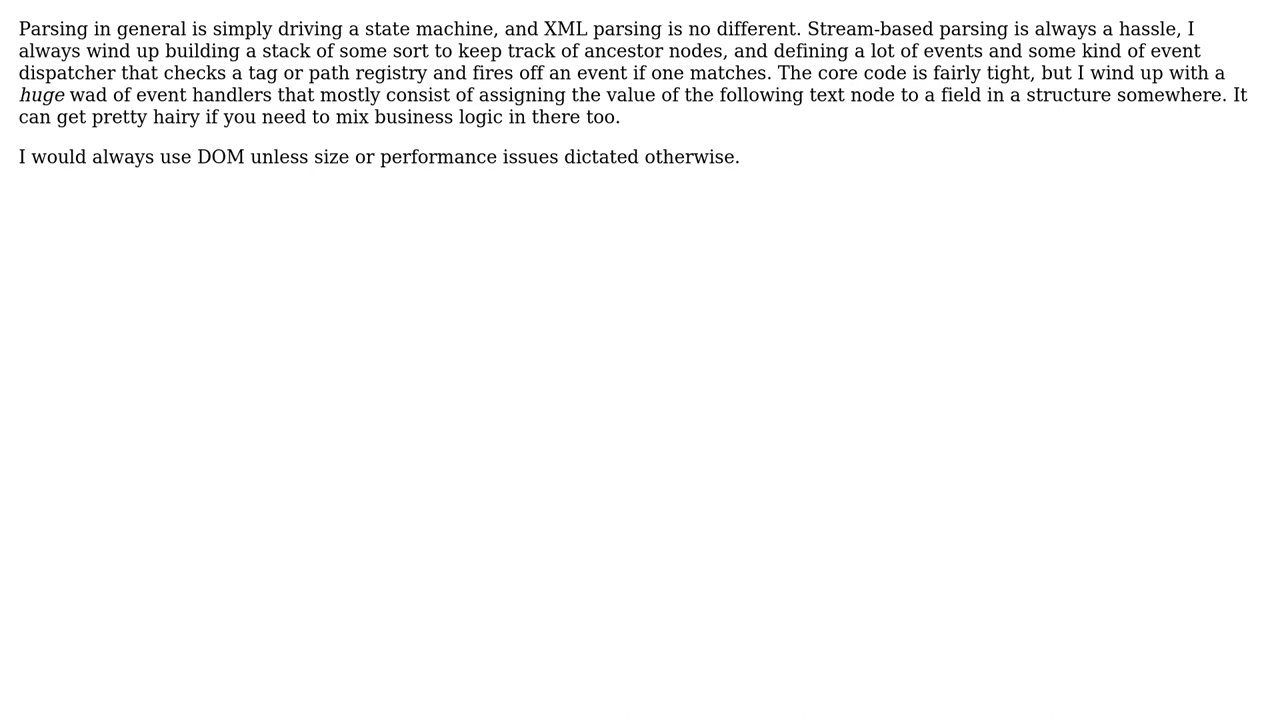 Parsing in general is simply driving a state machine, and XML parsing is no different. Stream-based parsing is always a hassle, I
always wind up building a stack of some sort to keep track of ancestor nodes, and defining a lot of events and some kind of event
dispatcher that checks a tag or path registry and fires off an event if one matches. The core code is fairly tight, but I wind up with a
huge wad of event handlers that mostly consist of assigning the value of the following text node to a field in a structure somewhere. It
can get pretty hairy if you need to mix business logic in there too.
I would always use DOM unless size or performance issues dictated otherwise.